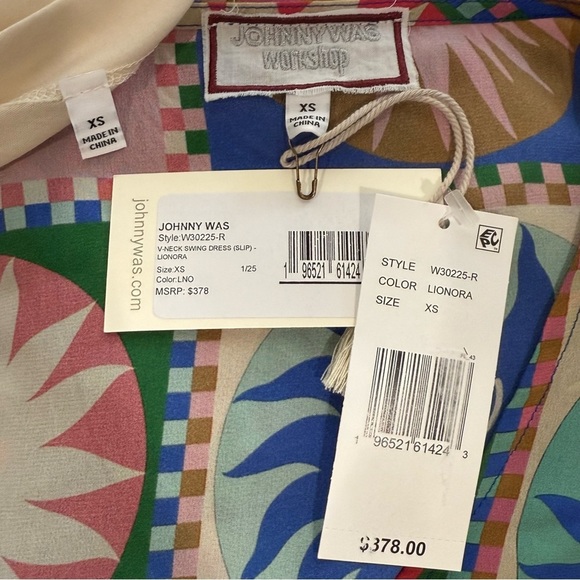 JOHNNY WAS
Workshop
XS
MADE IN
CHINA
XS
MADE IN
CHINA
johnnywas.com
JOHNNY WAS
Style:W30225-R
V-NECK SWING DRESS (SLIP) -
LIONORA
Size:XS 1/25
Color:LNO
MSRP: $378
1 96521 61424
EPC
STYLE W30225-R
COLOR LIONORA
SIZE XS
43
1 96521 61424 3
$378.00